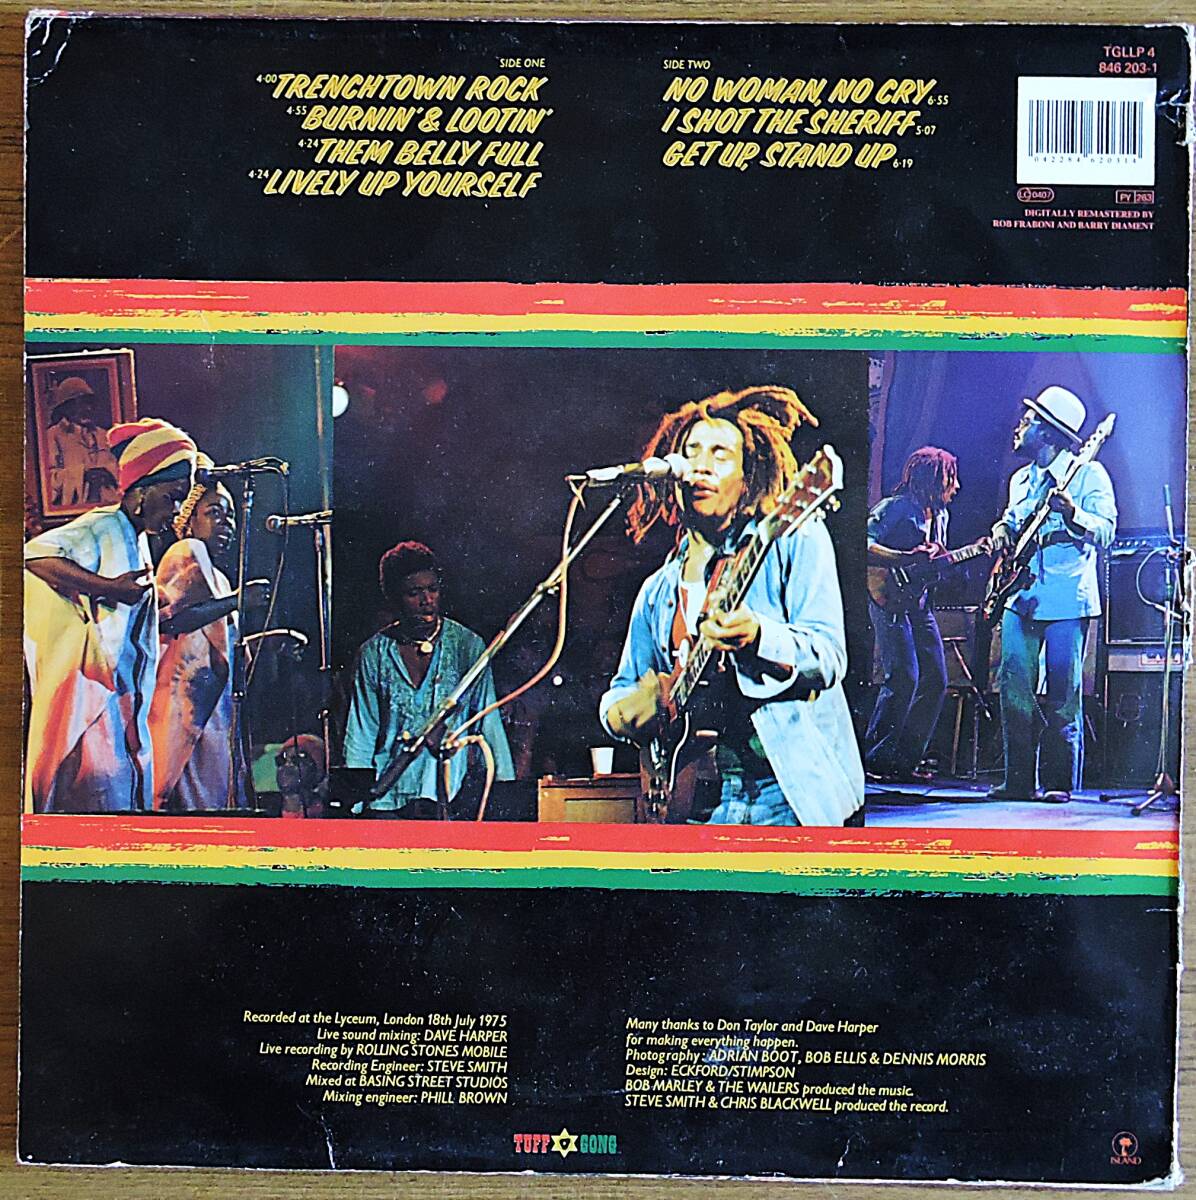 SIDE ONE
4·00 TRENCHTOWN ROCK
4·55 BURNIN' & LOOTIN'
4·24 THEM BELLY FULL
4·24 LIVELY UP YOURSELF
SIDE TWO
NO WOMAN, NO CRY 6·55
I SHOT THE SHERIFF 5·07
GET UP, STAND UP 6·19
TGLLP 4
846 203-1
042284 620314
LC 0407
PY 263
DIGITALLY REMASTERED BY
ROB FRABONI AND BARRY DIAMENT
Recorded at the Lyceum, London 18th July 1975
Live sound mixing: DAVE HARPER
Live recording by ROLLING STONES MOBILE
Recording Engineer: STEVE SMITH
Mixed at BASING STREET STUDIOS
Mixing engineer: PHILL BROWN
Many thanks to Don Taylor and Dave Harper
for making everything happen.
Photography: ADRIAN BOOT, BOB ELLIS & DENNIS MORRIS
Design: ECKFORD/STIMPSON
BOB MARLEY & THE WAILERS produced the music.
STEVE SMITH & CHRIS BLACKWELL produced the record.
TUFF GONG
ISLAND